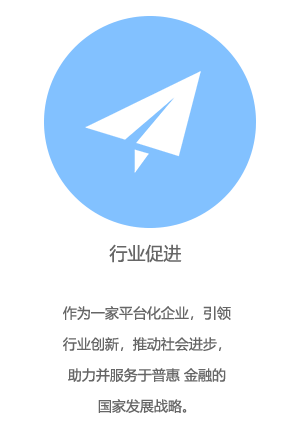 行业促进
作为一家平台化企业，引领
行业创新，推动社会进步，
助力并服务于普惠 金融的
国家发展战略。